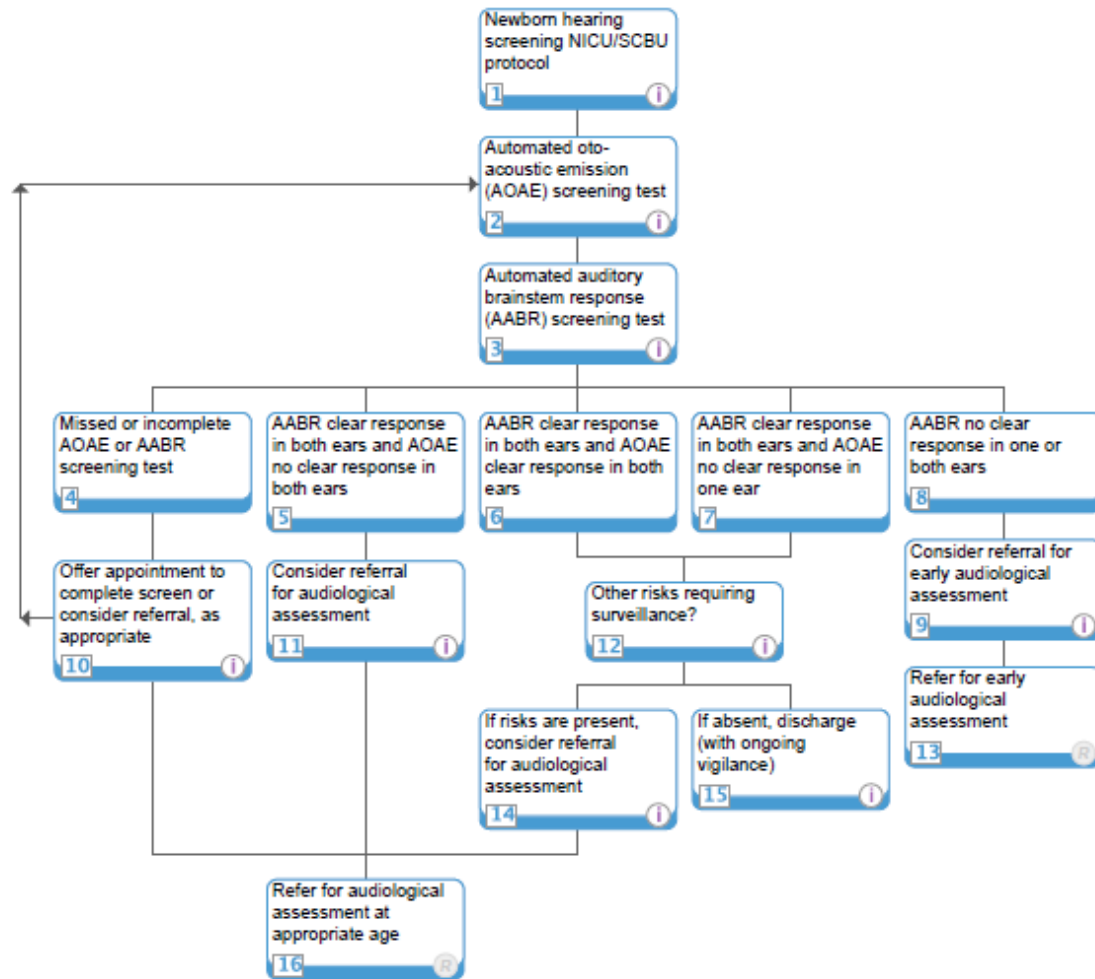 Newborn hearing
screening NICU/SCBU
protocol
1
i
Automated oto-
acoustic emission
(AOAE) screening test
2
i
Automated auditory
brainstem response
(AABR) screening test
3
i
Missed or incomplete
AOAE or AABR
screening test
4
AABR clear response
in both ears and AOAE
no clear response in
both ears
5
AABR clear response
in both ears and AOAE
clear response in both
ears
6
AABR clear response
in both ears and AOAE
no clear response in
one ear
7
AABR no clear
response in one or
both ears
8
Offer appointment to
complete screen or
consider referral, as
appropriate
10
i
Consider referral
for audiological
assessment
11
i
Other risks requiring
surveillance?
12
i
Consider referral for
early audiological
assessment
9
i
If risks are present,
consider referral
for audiological
assessment
14
i
If absent, discharge
(with ongoing
vigilance)
15
i
Refer for early
audiological
assessment
13
R
Refer for audiological
assessment at
appropriate age
16
R